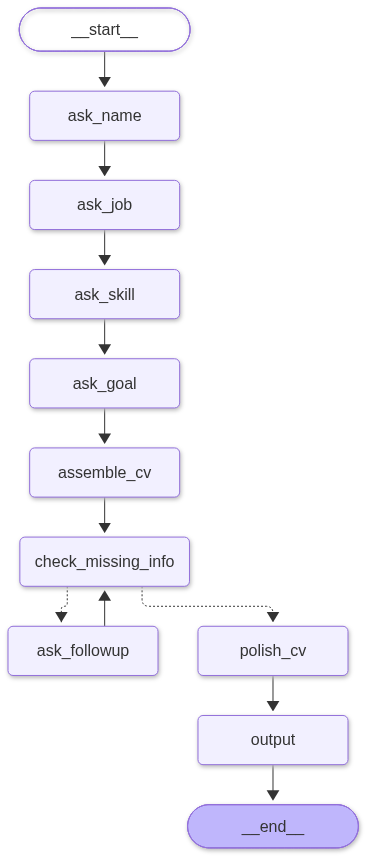 __start__
ask_name
ask_job
ask_skill
ask_goal
assemble_cv
check_missing_info
ask_followup
polish_cv
output
__end__